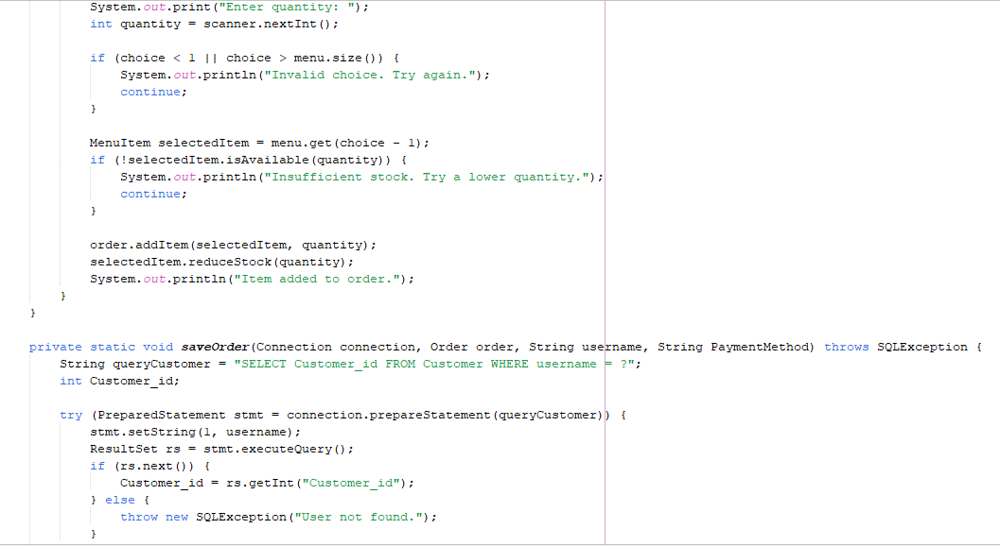 System.out.print("Enter quantity: ");
int quantity = scanner.nextInt();
if (choice < 1 || choice > menu.size()) {
System.out.println("Invalid choice. Try again.");
continue;
}
MenuItem selectedItem = menu.get(choice - 1);
if (!selectedItem.isAvailable(quantity)) {
System.out.println("Insufficient stock. Try a lower quantity.");
continue;
}
order.addItem(selectedItem, quantity);
selectedItem.reduceStock(quantity);
System.out.println("Item added to order.");
}
}
private static void saveOrder(Connection connection, Order order, String username, String PaymentMethod) throws SQLException {
String queryCustomer = "SELECT Customer_id FROM Customer WHERE username = ?";
int Customer_id;
try (PreparedStatement stmt = connection.prepareStatement(queryCustomer)) {
stmt.setString(1, username);
ResultSet rs = stmt.executeQuery();
if (rs.next()) {
Customer_id = rs.getInt("Customer_id");
} else {
throw new SQLException("User not found.");
}